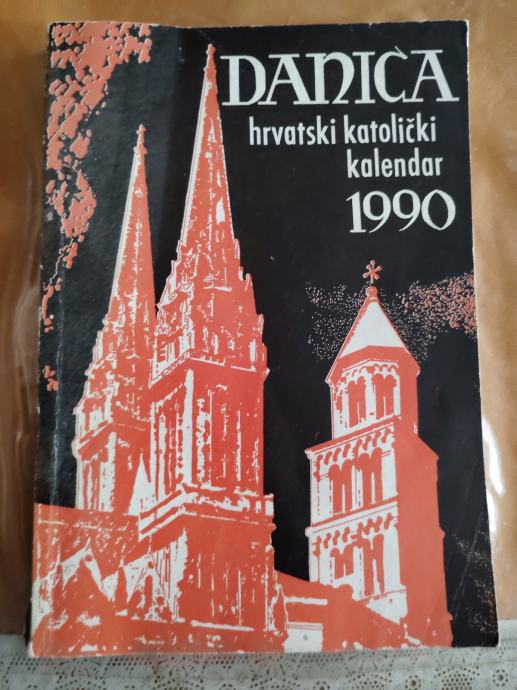 DANICA
hrvatski katolički
kalendar
1990